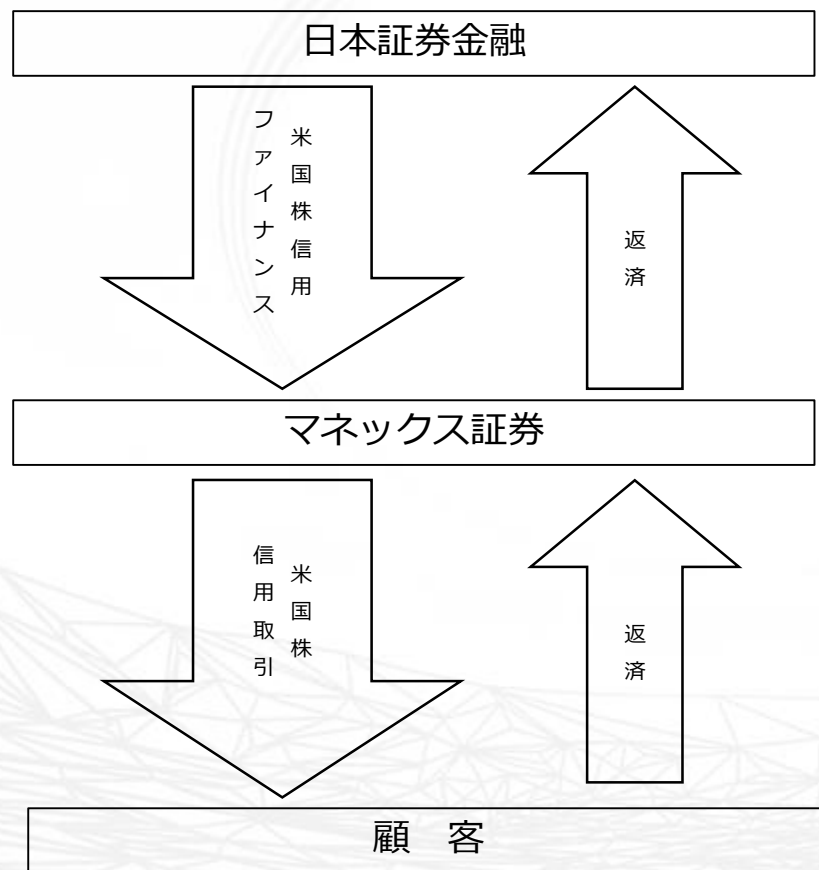 日本証券金融
米国株信用
ファイナンス
返済
マネックス証券
米国株
信用取引
返済
顧　客